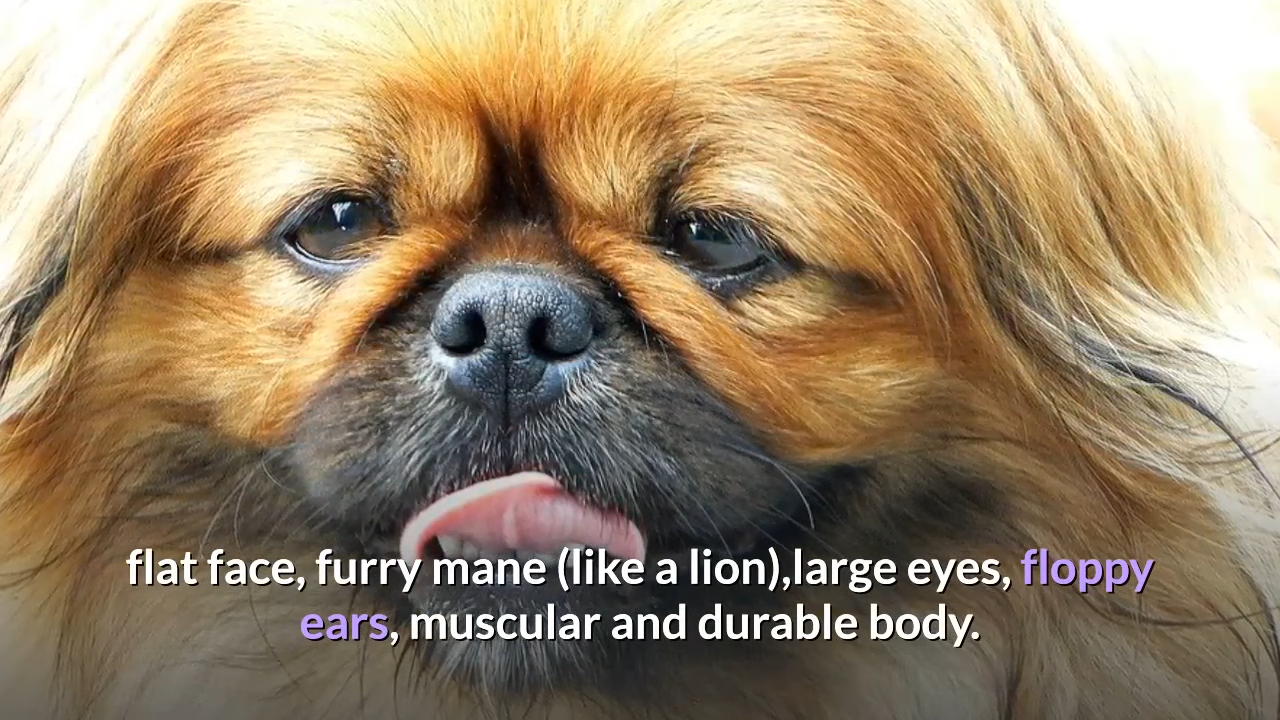 flat face, furry mane (like a lion),large eyes, floppy
ears, muscular and durable body.